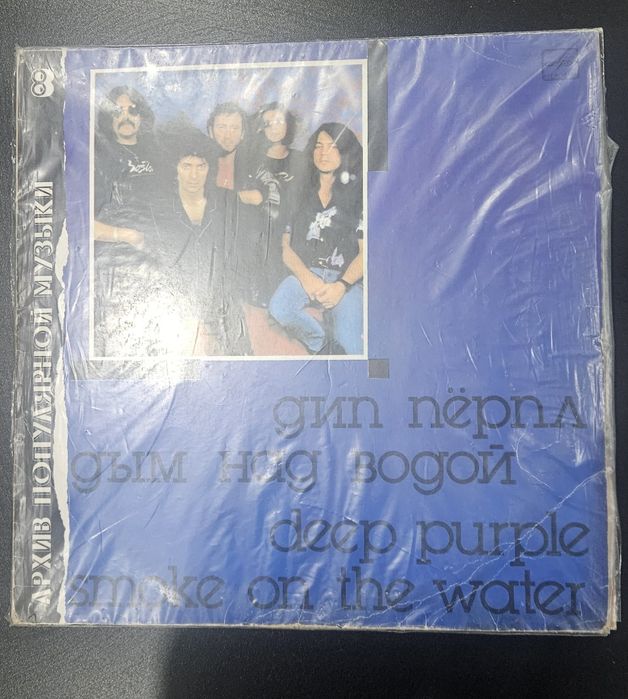 8
АРХИВ ПОПУЛЯРНОЙ МУЗЫКИ
дип пёрпл
дым над водой
deep purple
smoke on the water